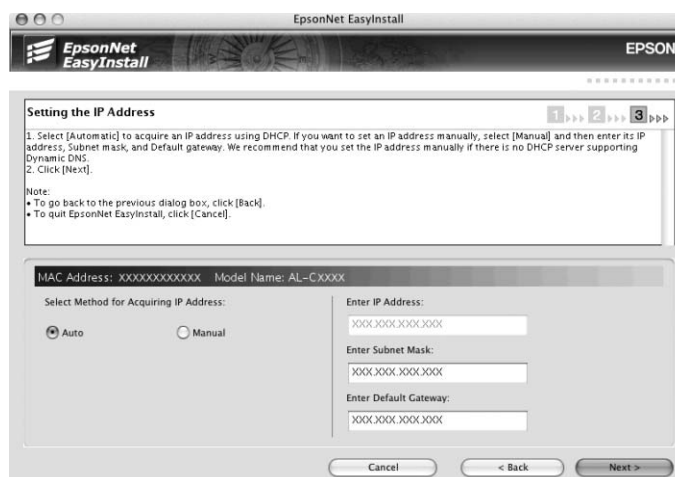 EpsonNet EasyInstall
EpsonNet
EasyInstall
EPSON
Setting the IP Address
1 2 3
1. Select [Automatic] to acquire an IP address using DHCP. If you want to set an IP address manually, select [Manual] and then enter its IP
address, Subnet mask, and Default gateway. We recommend that you set the IP address manually if there is no DHCP server supporting
Dynamic DNS.
2. Click [Next].
Note:
• To go back to the previous dialog box, click [Back].
• To quit EpsonNet EasyInstall, click [Cancel].
MAC Address: XXXXXXXXXXXX Model Name: AL-CXXXX
Select Method for Acquiring IP Address:
Auto
Manual
Enter IP Address:
XXX.XXX.XXX.XXX
Enter Subnet Mask:
XXX.XXX.XXX.XXX
Enter Default Gateway:
XXX.XXX.XXX.XXX
Cancel
< Back
Next >